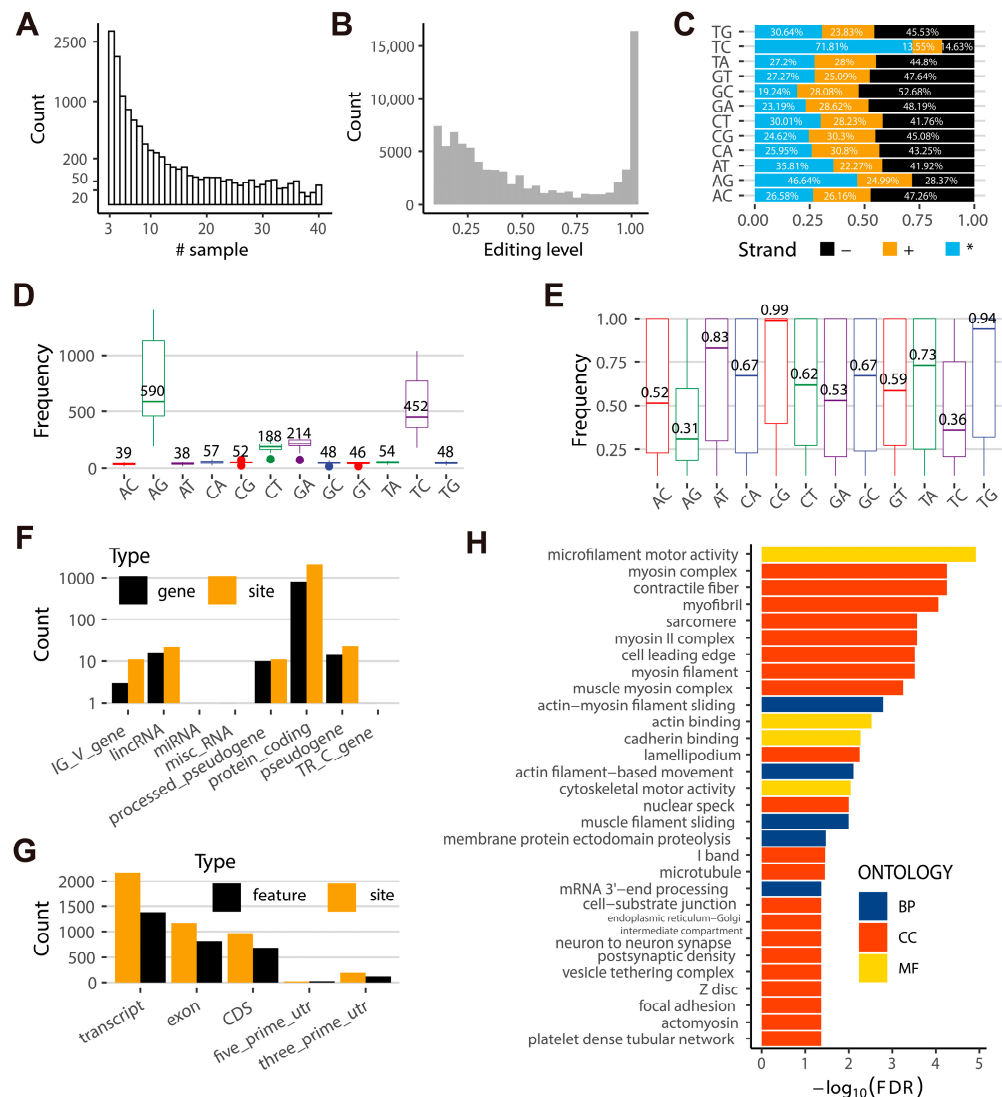 A
2500
1000
200
50
20
Count
3
10
20
30
40
# sample
B
15,000
10,000
5000
0
Count
0.25
0.50
0.75
1.00
Editing level
C
TG 30.64% 23.83% 45.53%
TC 71.81% 13.55% 14.63%
TA 27.2% 28% 44.8%
GT 27.27% 25.09% 47.64%
GC 19.24% 28.08% 52.68%
GA 23.19% 28.62% 48.19%
CT 30.01% 28.23% 41.76%
CG 24.62% 30.3% 45.08%
CA 25.95% 30.8% 43.25%
AT 35.81% 22.27% 41.92%
AG 46.64% 24.99% 28.37%
AC 26.58% 26.16% 47.26%
0.00 0.25 0.50 0.75 1.00
Strand − + *
D
1000
500
0
Frequency
39 590 38 57 52 188 214 48 46 54 452 48
AC AG AT CA CG CT GA GC GT TA TC TG
E
1.00
0.75
0.50
0.25
Frequency
0.52 0.31 0.83 0.67 0.99 0.62 0.53 0.67 0.59 0.73 0.36 0.94
AC AG AT CA CG CT GA GC GT TA TC TG
F
Type
gene site
1000
100
10
1
Count
IG_V_gene
lincRNA
miRNA
misc_RNA
processed_pseudogene
protein_coding
pseudogene
TR_C_gene
G
Type
feature site
2000
1500
1000
500
0
Count
transcript
exon
CDS
five_prime_utr
three_prime_utr
H
microfilament motor activity
myosin complex
contractile fiber
myofibril
sarcomere
myosin II complex
cell leading edge
myosin filament
muscle myosin complex
actin−myosin filament sliding
actin binding
cadherin binding
lamellipodium
actin filament−based movement
cytoskeletal motor activity
nuclear speck
muscle filament sliding
membrane protein ectodomain proteolysis
I band
microtubule
mRNA 3'−end processing
cell−substrate junction
endoplasmic reticulum−Golgi
intermediate compartment
neuron to neuron synapse
postsynaptic density
vesicle tethering complex
Z disc
focal adhesion
actomyosin
platelet dense tubular network
0 1 2 3 4 5
−log10(FDR)
ONTOLOGY
BP
CC
MF